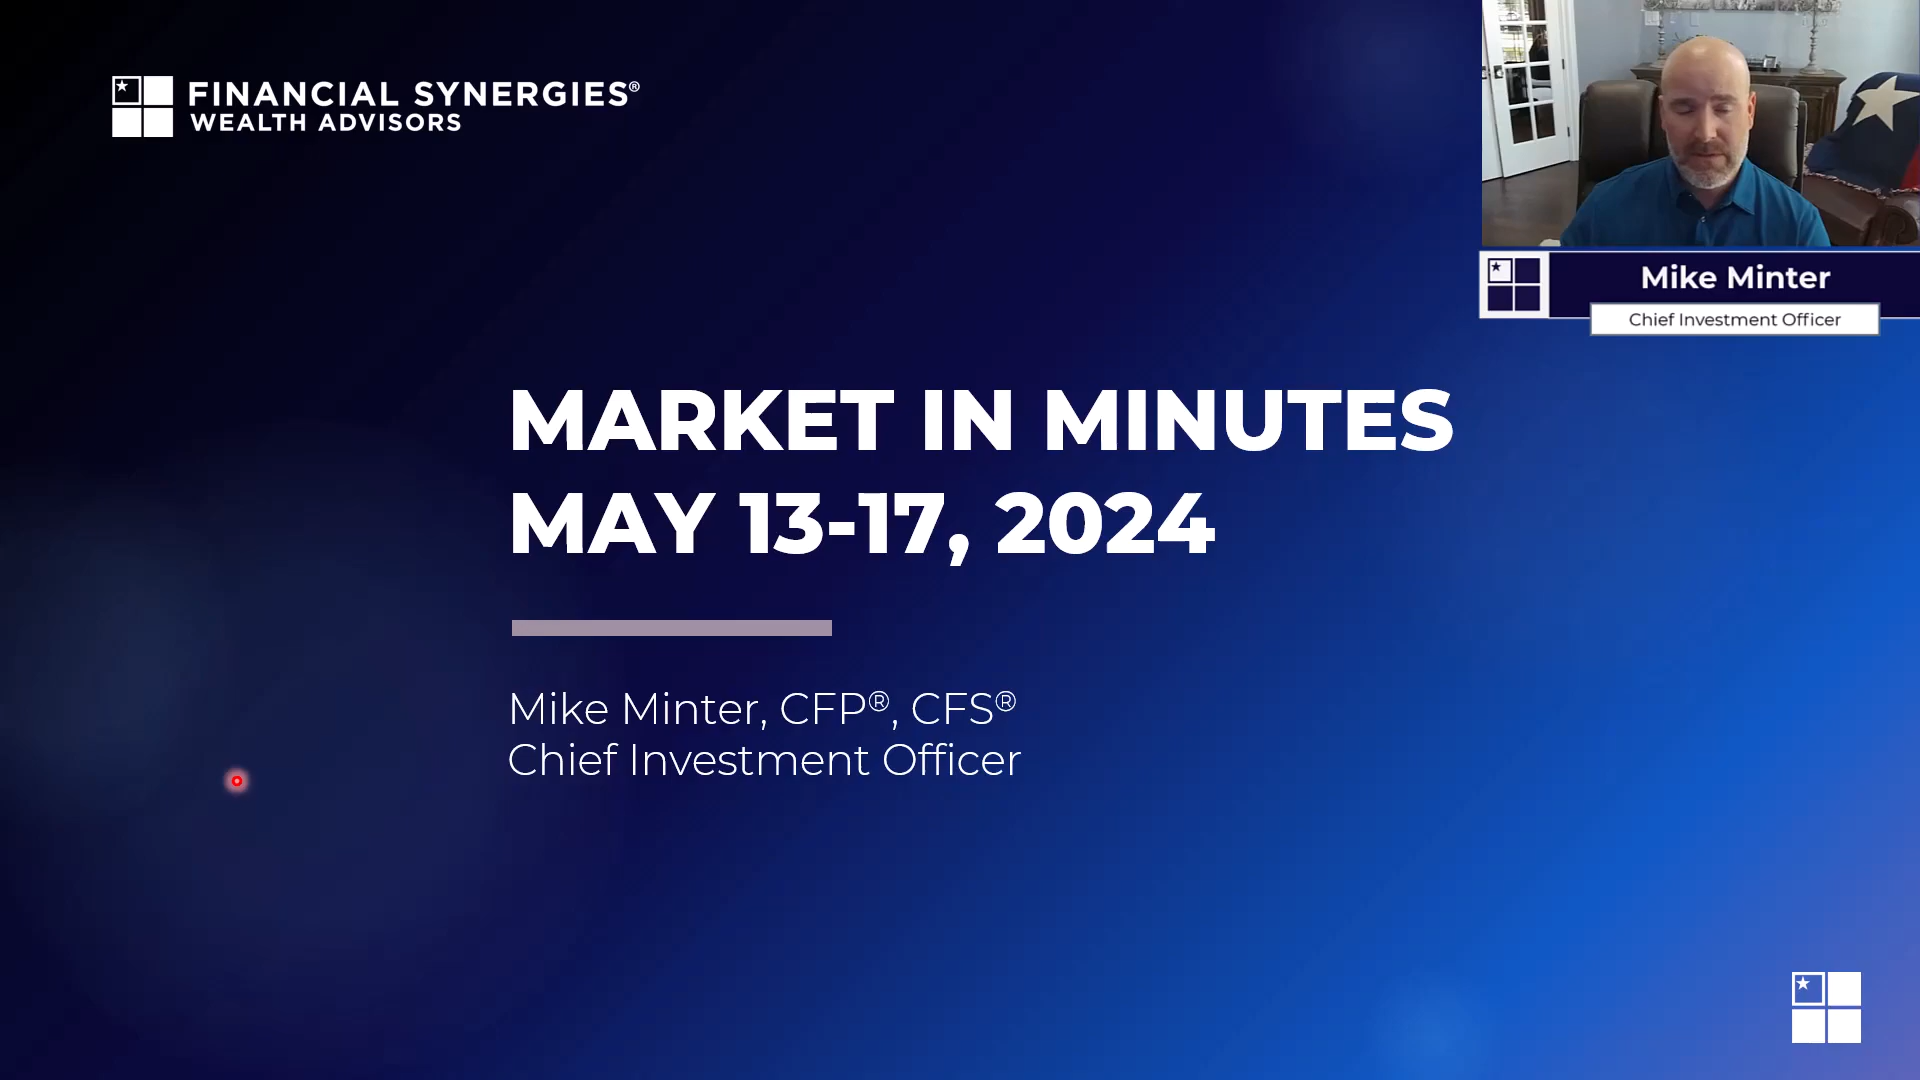 FINANCIAL SYNERGIES®
WEALTH ADVISORS
Mike Minter
Chief Investment Officer
MARKET IN MINUTES
MAY 13-17, 2024
Mike Minter, CFP®, CFS®
Chief Investment Officer